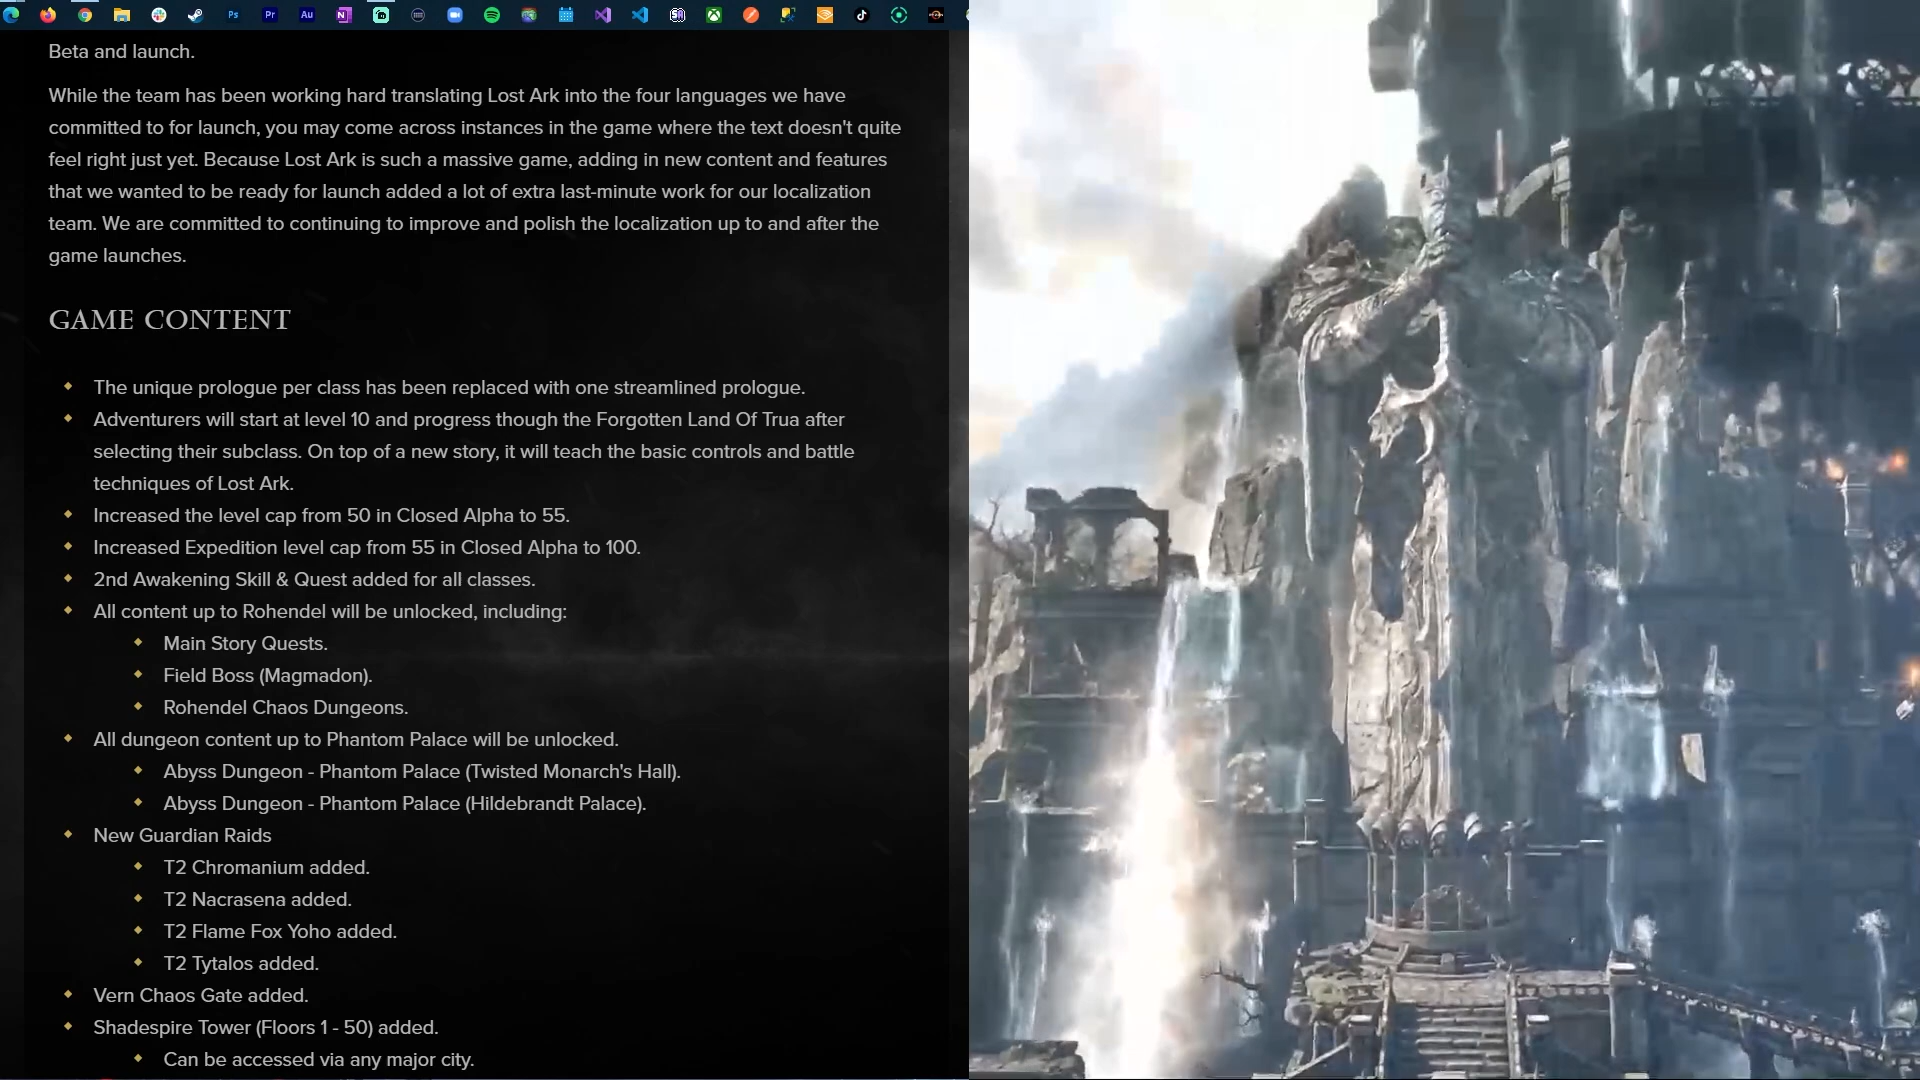 Beta and launch.
While the team has been working hard translating Lost Ark into the four languages we have
committed to for launch, you may come across instances in the game where the text doesn't quite
feel right just yet. Because Lost Ark is such a massive game, adding in new content and features
that we wanted to be ready for launch added a lot of extra last-minute work for our localization
team. We are committed to continuing to improve and polish the localization up to and after the
game launches.
GAME CONTENT
The unique prologue per class has been replaced with one streamlined prologue.
Adventurers will start at level 10 and progress though the Forgotten Land Of Trua after
selecting their subclass. On top of a new story, it will teach the basic controls and battle
techniques of Lost Ark.
Increased the level cap from 50 in Closed Alpha to 55.
Increased Expedition level cap from 55 in Closed Alpha to 100.
2nd Awakening Skill & Quest added for all classes.
All content up to Rohendel will be unlocked, including:
Main Story Quests.
Field Boss (Magmadon).
Rohendel Chaos Dungeons.
All dungeon content up to Phantom Palace will be unlocked.
Abyss Dungeon - Phantom Palace (Twisted Monarch's Hall).
Abyss Dungeon - Phantom Palace (Hildebrandt Palace).
New Guardian Raids
T2 Chromanium added.
T2 Nacrasena added.
T2 Flame Fox Yoho added.
T2 Tytalos added.
Vern Chaos Gate added.
Shadespire Tower (Floors 1 - 50) added.
Can be accessed via any major city.